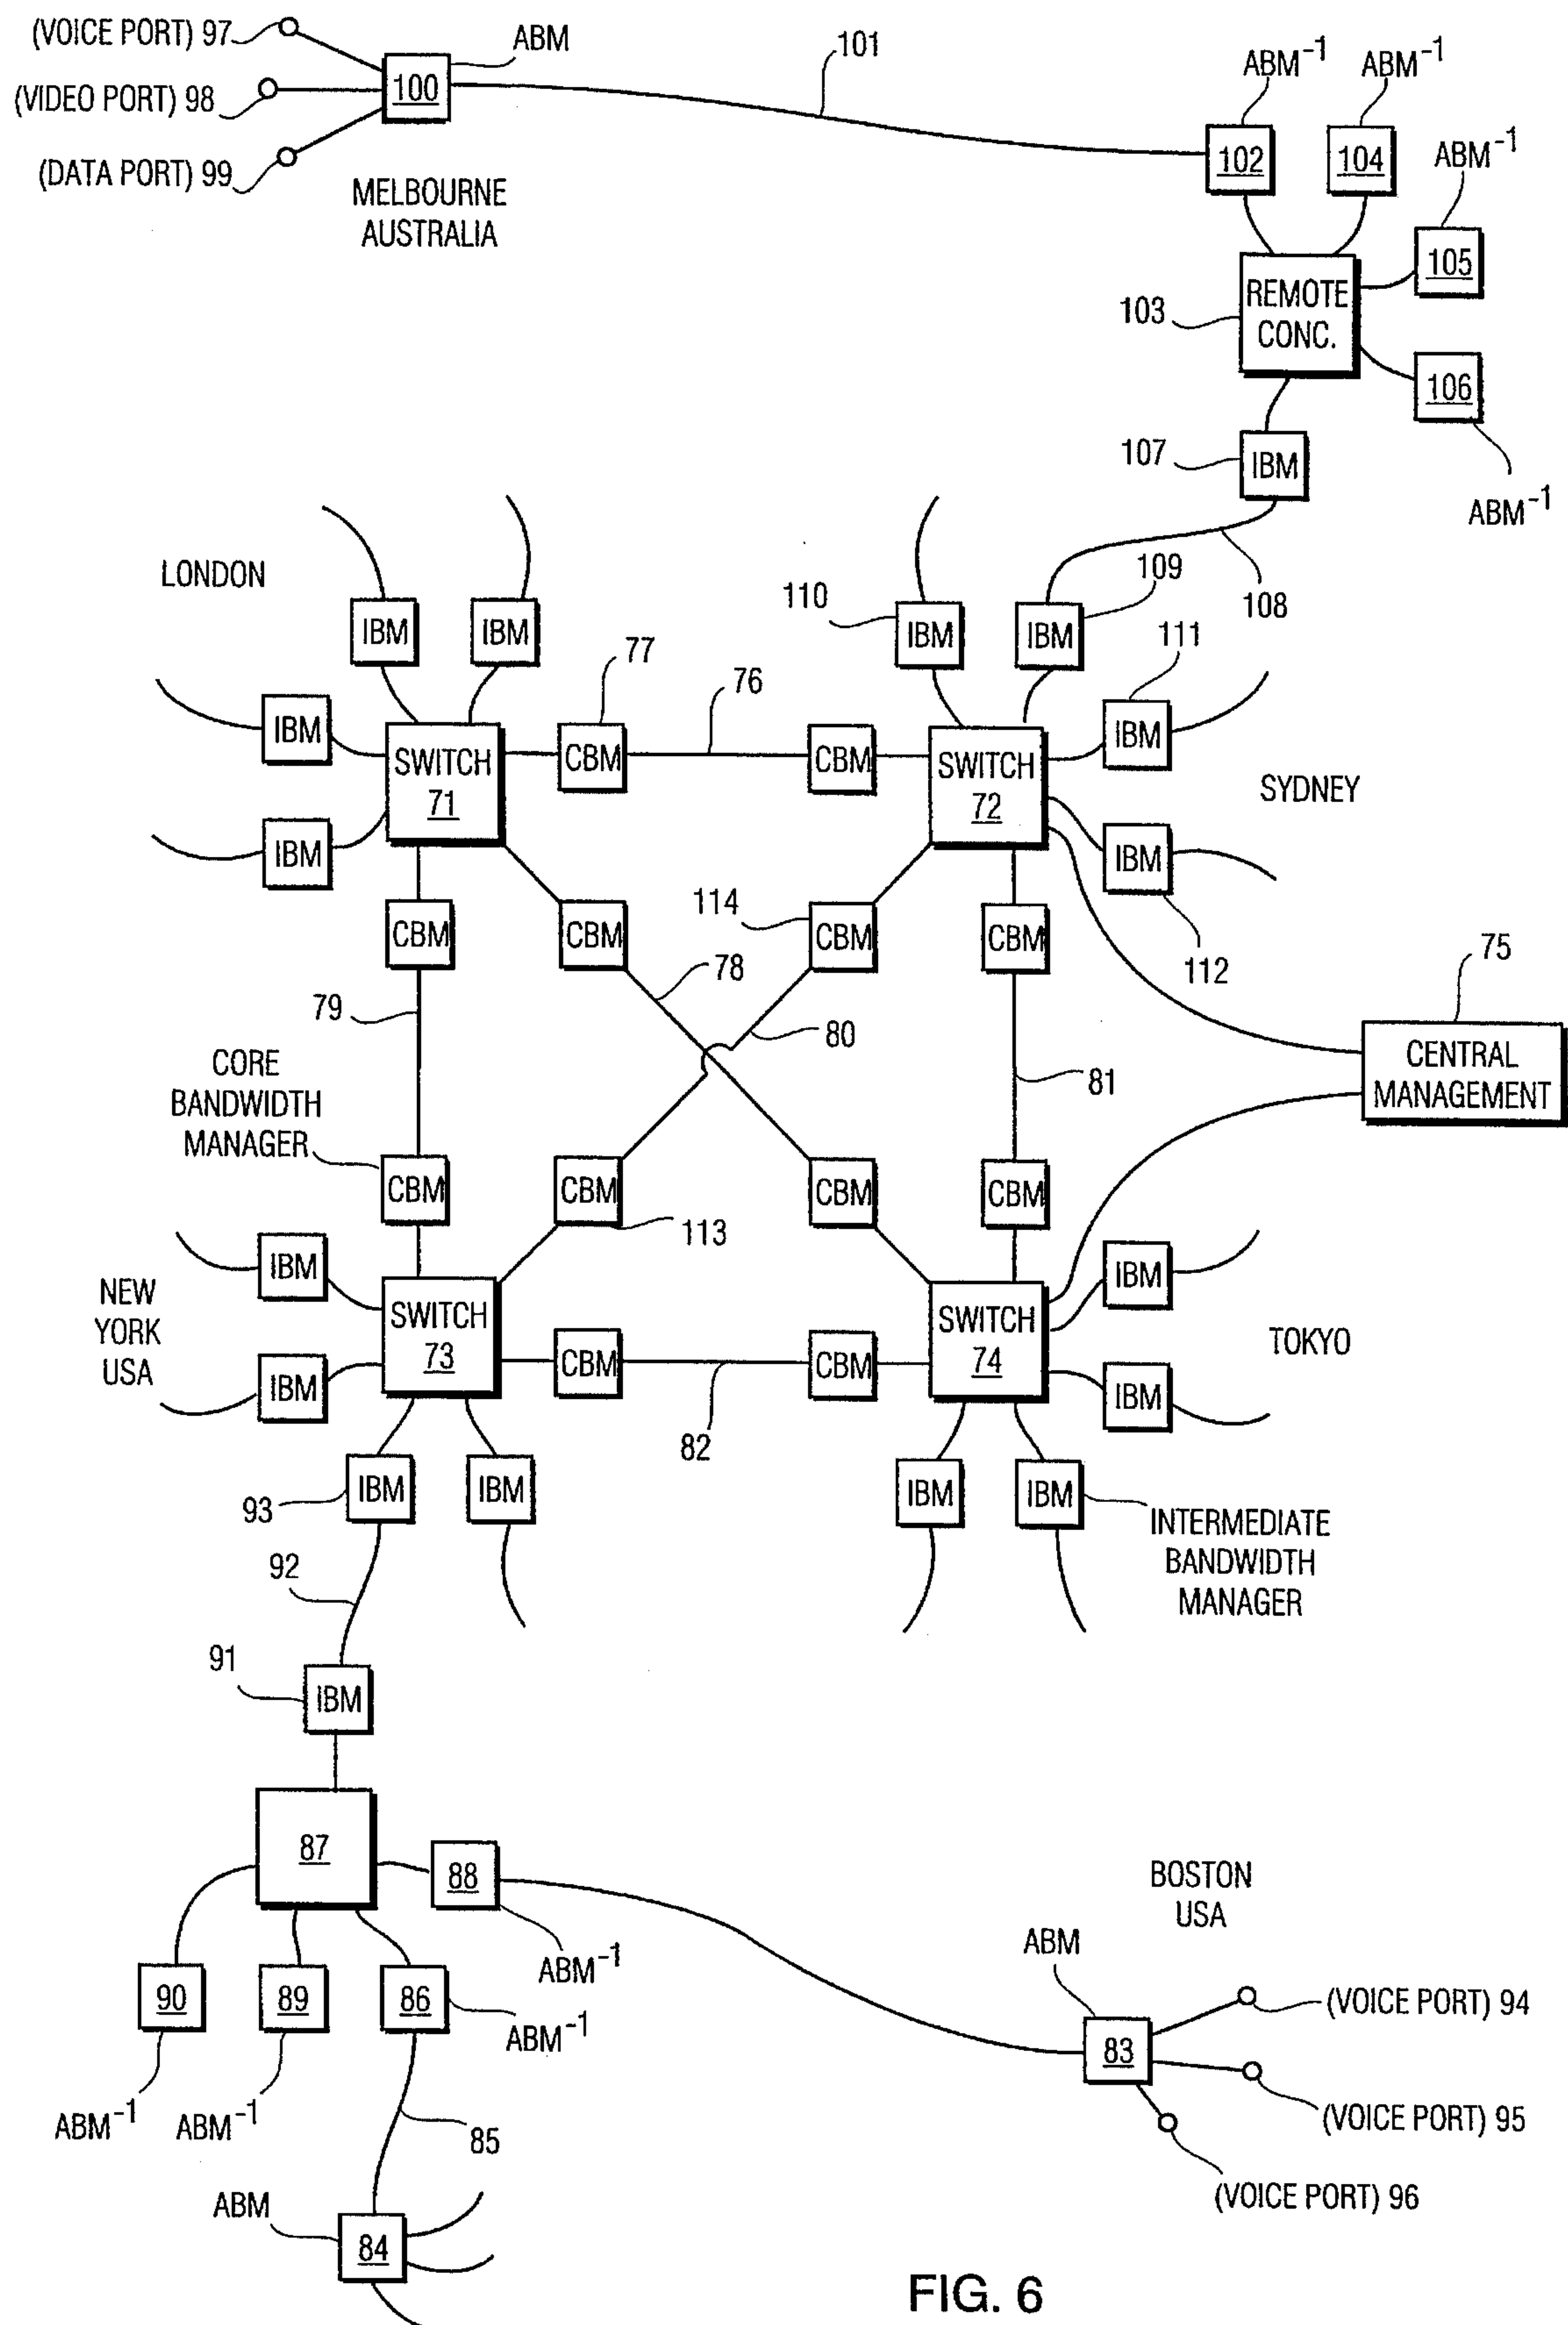 (VOICE PORT) 97
ABM
101
ABM-1
ABM-1
(VIDEO PORT) 98
100
102
104
ABM-1
(DATA PORT) 99
MELBOURNE
AUSTRALIA
105
REMOTE
CONC.
103
106
107
IBM
ABM-1
LONDON
109
110
108
IBM
IBM
IBM
IBM
111
77
76
IBM
CBM
CBM
IBM
SWITCH
71
SWITCH
72
SYDNEY
IBM
IBM
114
CBM
CBM
CBM
CBM
112
75
78
79
80
CENTRAL
MANAGEMENT
CORE
BANDWIDTH
MANAGER
81
CBM
CBM
CBM
CBM
113
IBM
IBM
NEW
YORK
USA
SWITCH
73
SWITCH
74
TOKYO
CBM
CBM
IBM
IBM
82
93
IBM
IBM
IBM
IBM
INTERMEDIATE
BANDWIDTH
MANAGER
92
91
IBM
87
88
BOSTON
USA
ABM
ABM-1
90
89
86
(VOICE PORT) 94
ABM-1
83
ABM-1
ABM-1
85
(VOICE PORT) 95
(VOICE PORT) 96
ABM
84
FIG. 6